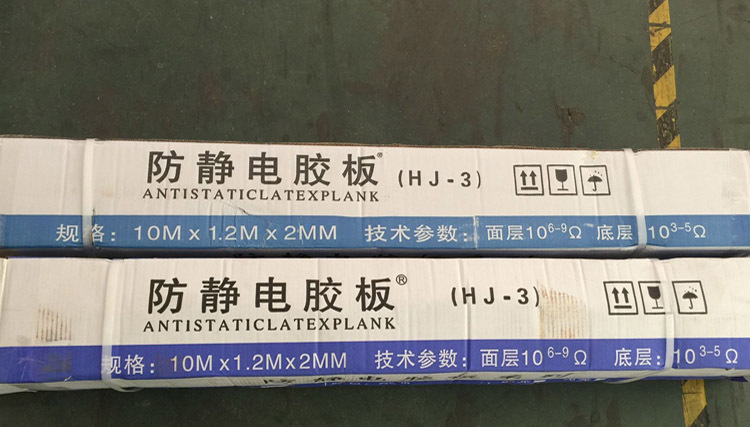 防静电胶板® (HJ-3)
ANTISTATICLATEXPLANK
规格：10M x 1.2M x 2MM 技术参数：面层10⁶⁻⁹Ω 底层：10³⁻⁵Ω
防静电胶板® (HJ-3)
ANTISTATICLATEXPLANK
规格：10M x1.2M x 2MM 技术参数：面层10⁶⁻⁹Ω 底层：10³⁻⁵Ω